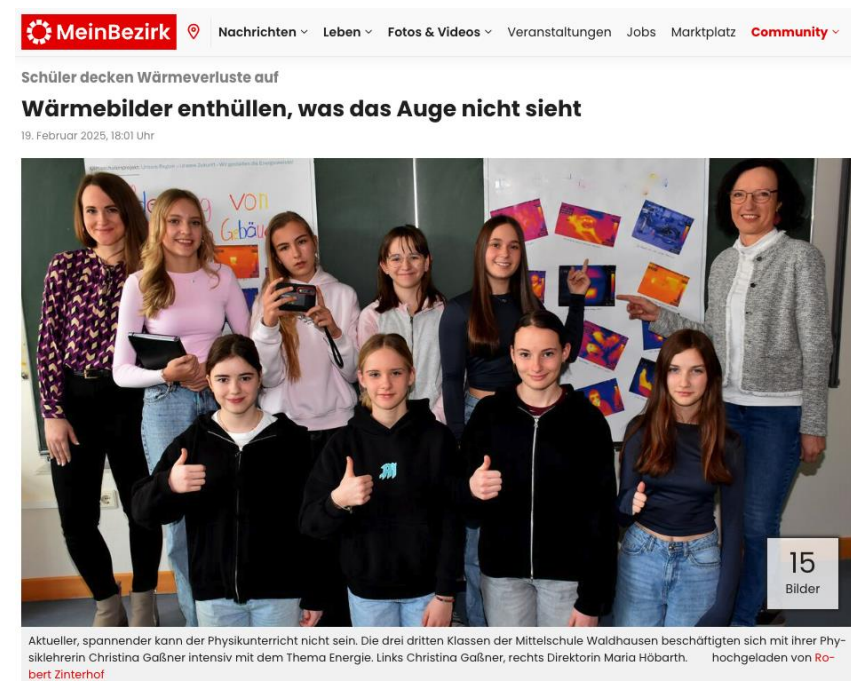 MeinBezirk Nachrichten Leben Fotos & Videos Veranstaltungen Jobs Marktplatz Community
Schüler decken Wärmeverluste auf
Wärmebilder enthüllen, was das Auge nicht sieht
19. Februar 2025, 18:01 Uhr
von
Gebäu
15
Bilder
Aktueller, spannender kann der Physikunterricht nicht sein. Die drei dritten Klassen der Mittelschule Waldhausen beschäftigten sich mit ihrer Phy-
siklehrerin Christina Gaßner intensiv mit dem Thema Energie. Links Christina Gaßner, rechts Direktorin Maria Höbarth. hochgeladen von Ro-
bert Zinterhof